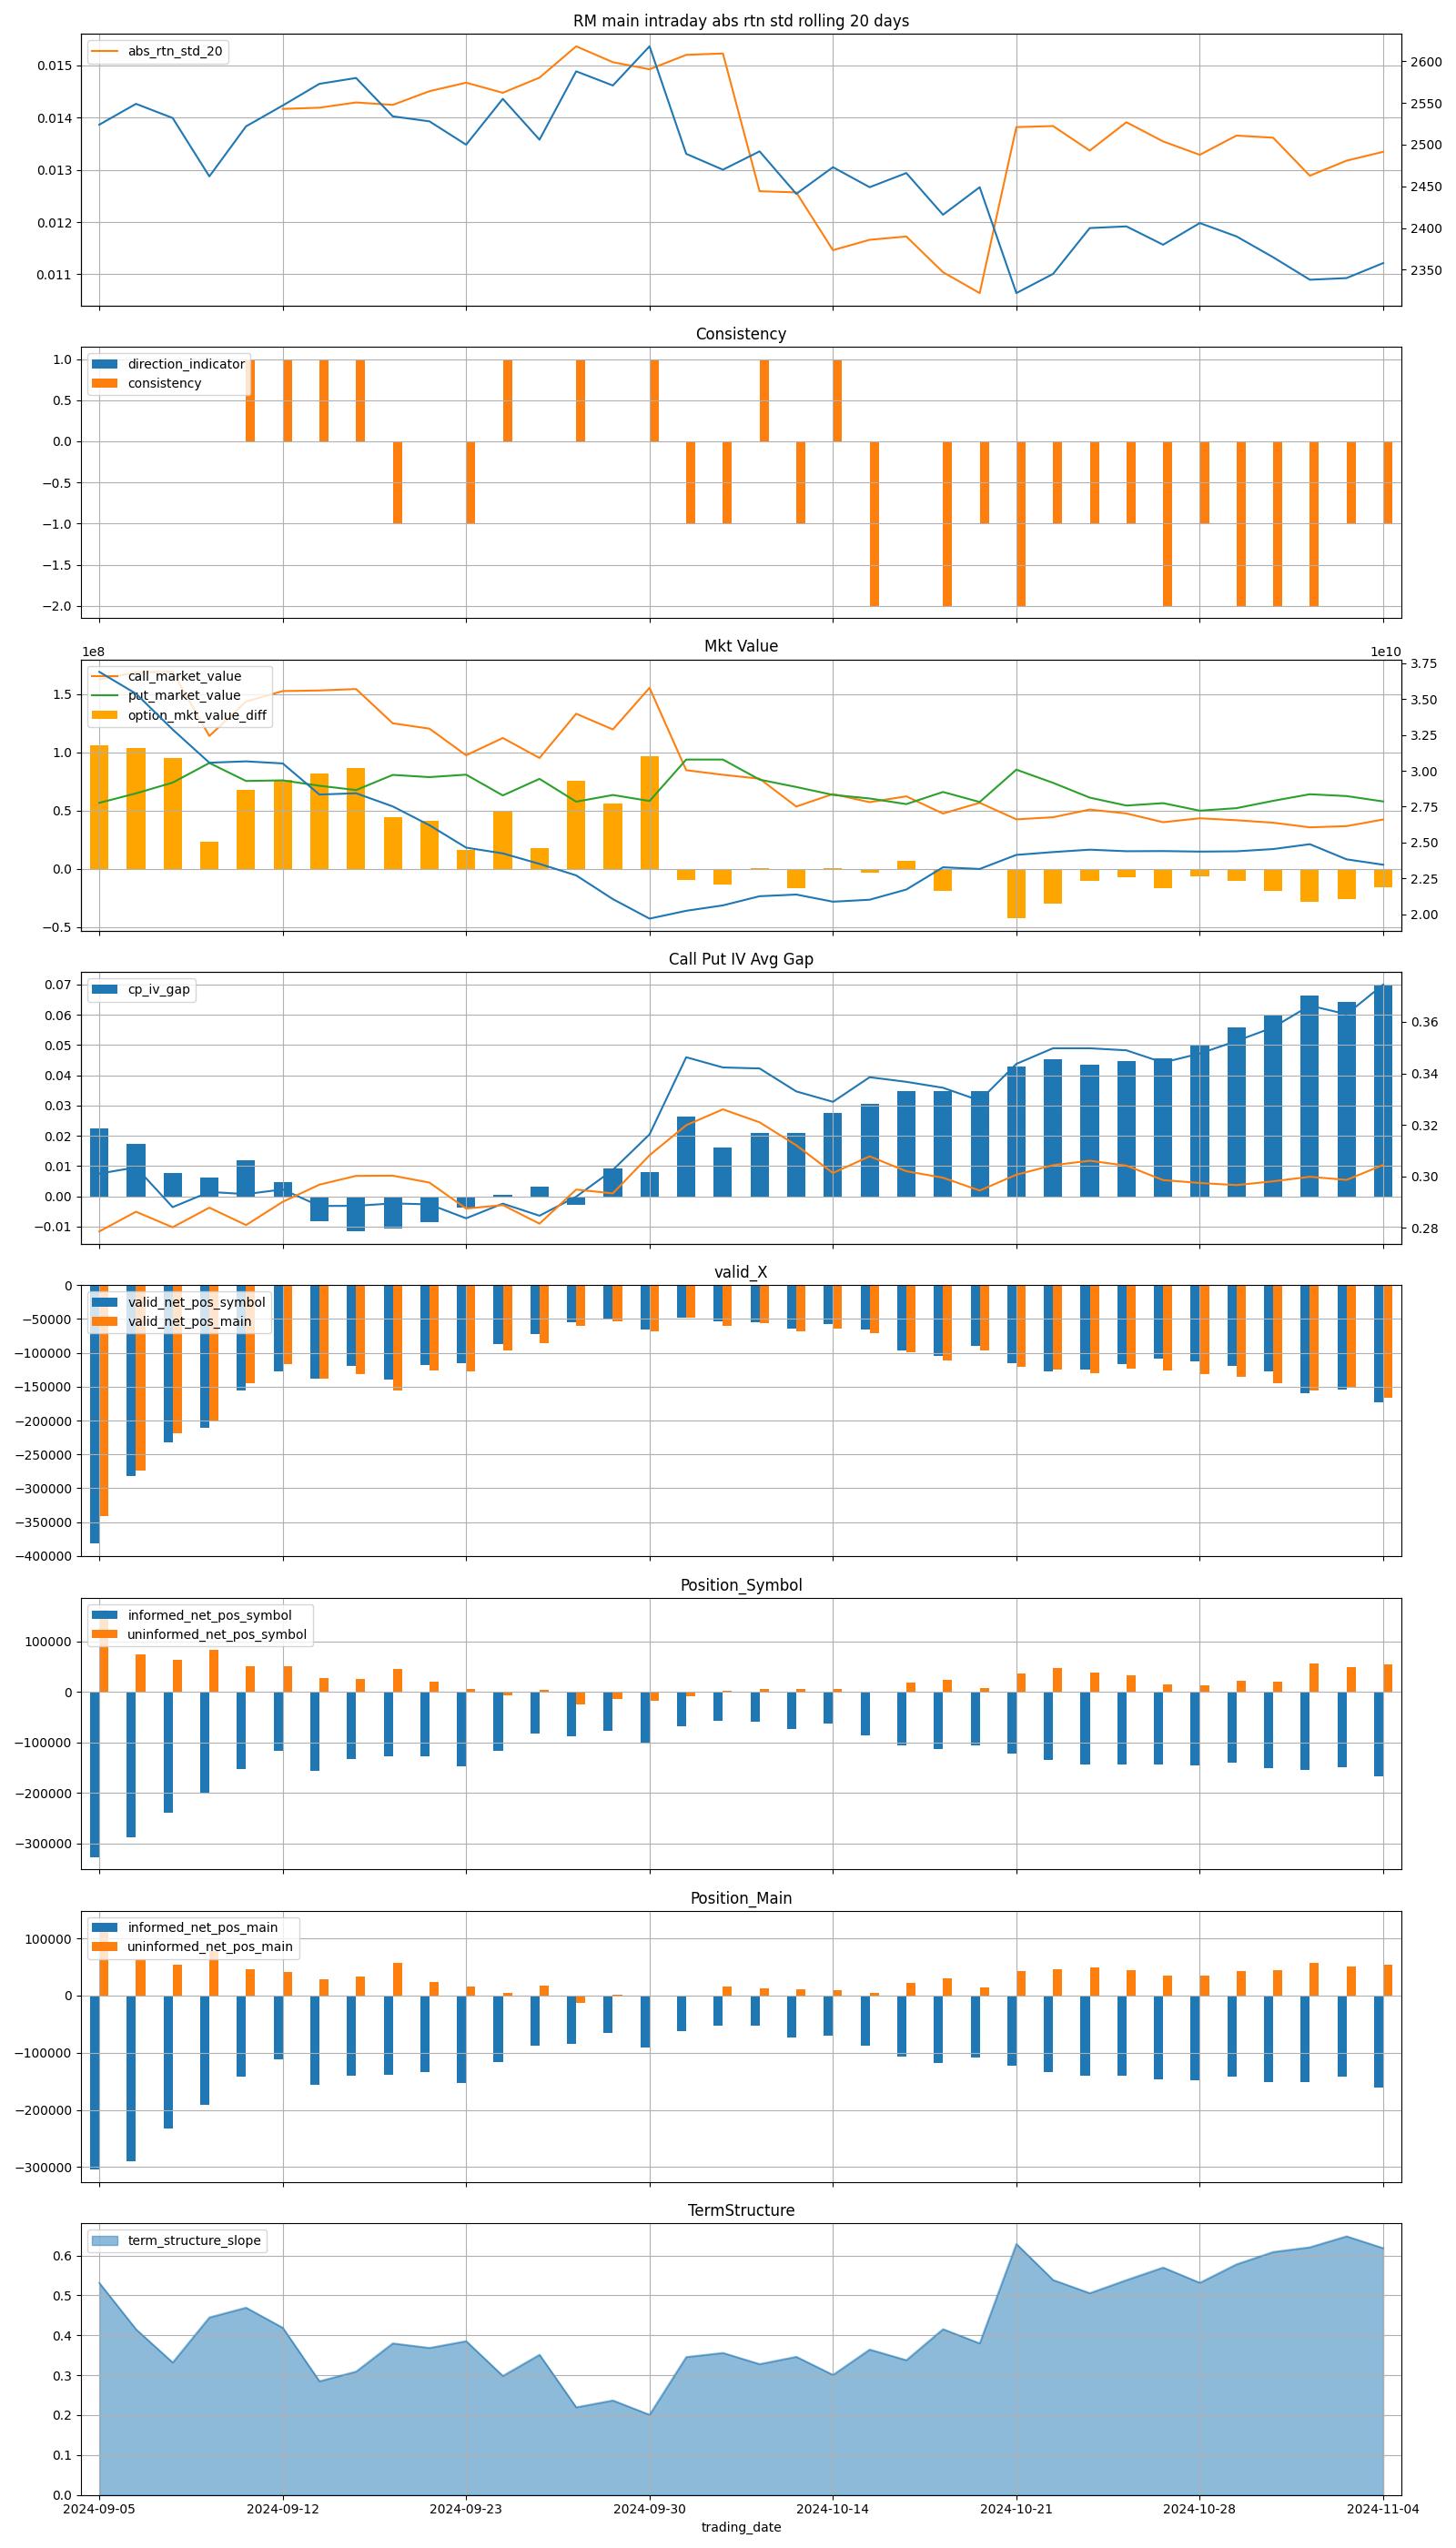 RM main intraday abs rtn std rolling 20 days
abs_rtn_std_20
0.015
0.014
0.013
0.012
0.011
2600
2550
2500
2450
2400
2350
Consistency
direction_indicator
consistency
1.0
0.5
0.0
−0.5
−1.0
−1.5
−2.0
Mkt Value
1e8
1e10
call_market_value
put_market_value
option_mkt_value_diff
1.5
1.0
0.5
0.0
−0.5
3.75
3.50
3.25
3.00
2.75
2.50
2.25
2.00
Call Put IV Avg Gap
cp_iv_gap
0.07
0.06
0.05
0.04
0.03
0.02
0.01
0.00
−0.01
0.36
0.34
0.32
0.30
0.28
valid_X
valid_net_pos_symbol
valid_net_pos_main
0
−50000
−100000
−150000
−200000
−250000
−300000
−350000
−400000
Position_Symbol
informed_net_pos_symbol
uninformed_net_pos_symbol
100000
0
−100000
−200000
−300000
Position_Main
informed_net_pos_main
uninformed_net_pos_main
100000
0
−100000
−200000
−300000
TermStructure
term_structure_slope
0.6
0.5
0.4
0.3
0.2
0.1
0.0
2024-09-05 2024-09-12 2024-09-23 2024-09-30 2024-10-14 2024-10-21 2024-10-28 2024-11-04
trading_date